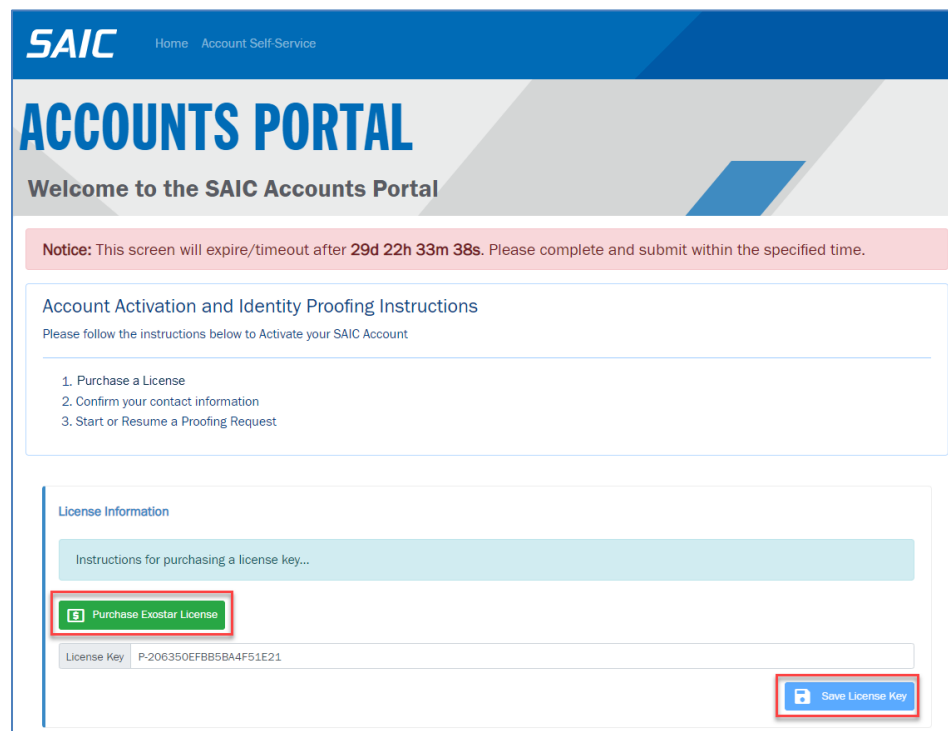 SAIC Home Account Self-Service
ACCOUNTS PORTAL
Welcome to the SAIC Accounts Portal
Notice: This screen will expire/timeout after 29d 22h 33m 38s. Please complete and submit within the specified time.
Account Activation and Identity Proofing Instructions
Please follow the instructions below to Activate your SAIC Account
1. Purchase a License
2. Confirm your contact information
3. Start or Resume a Proofing Request
License Information
Instructions for purchasing a license key...
Purchase Exostar License
License Key P-206350EFBB5BA4F51E21
Save License Key